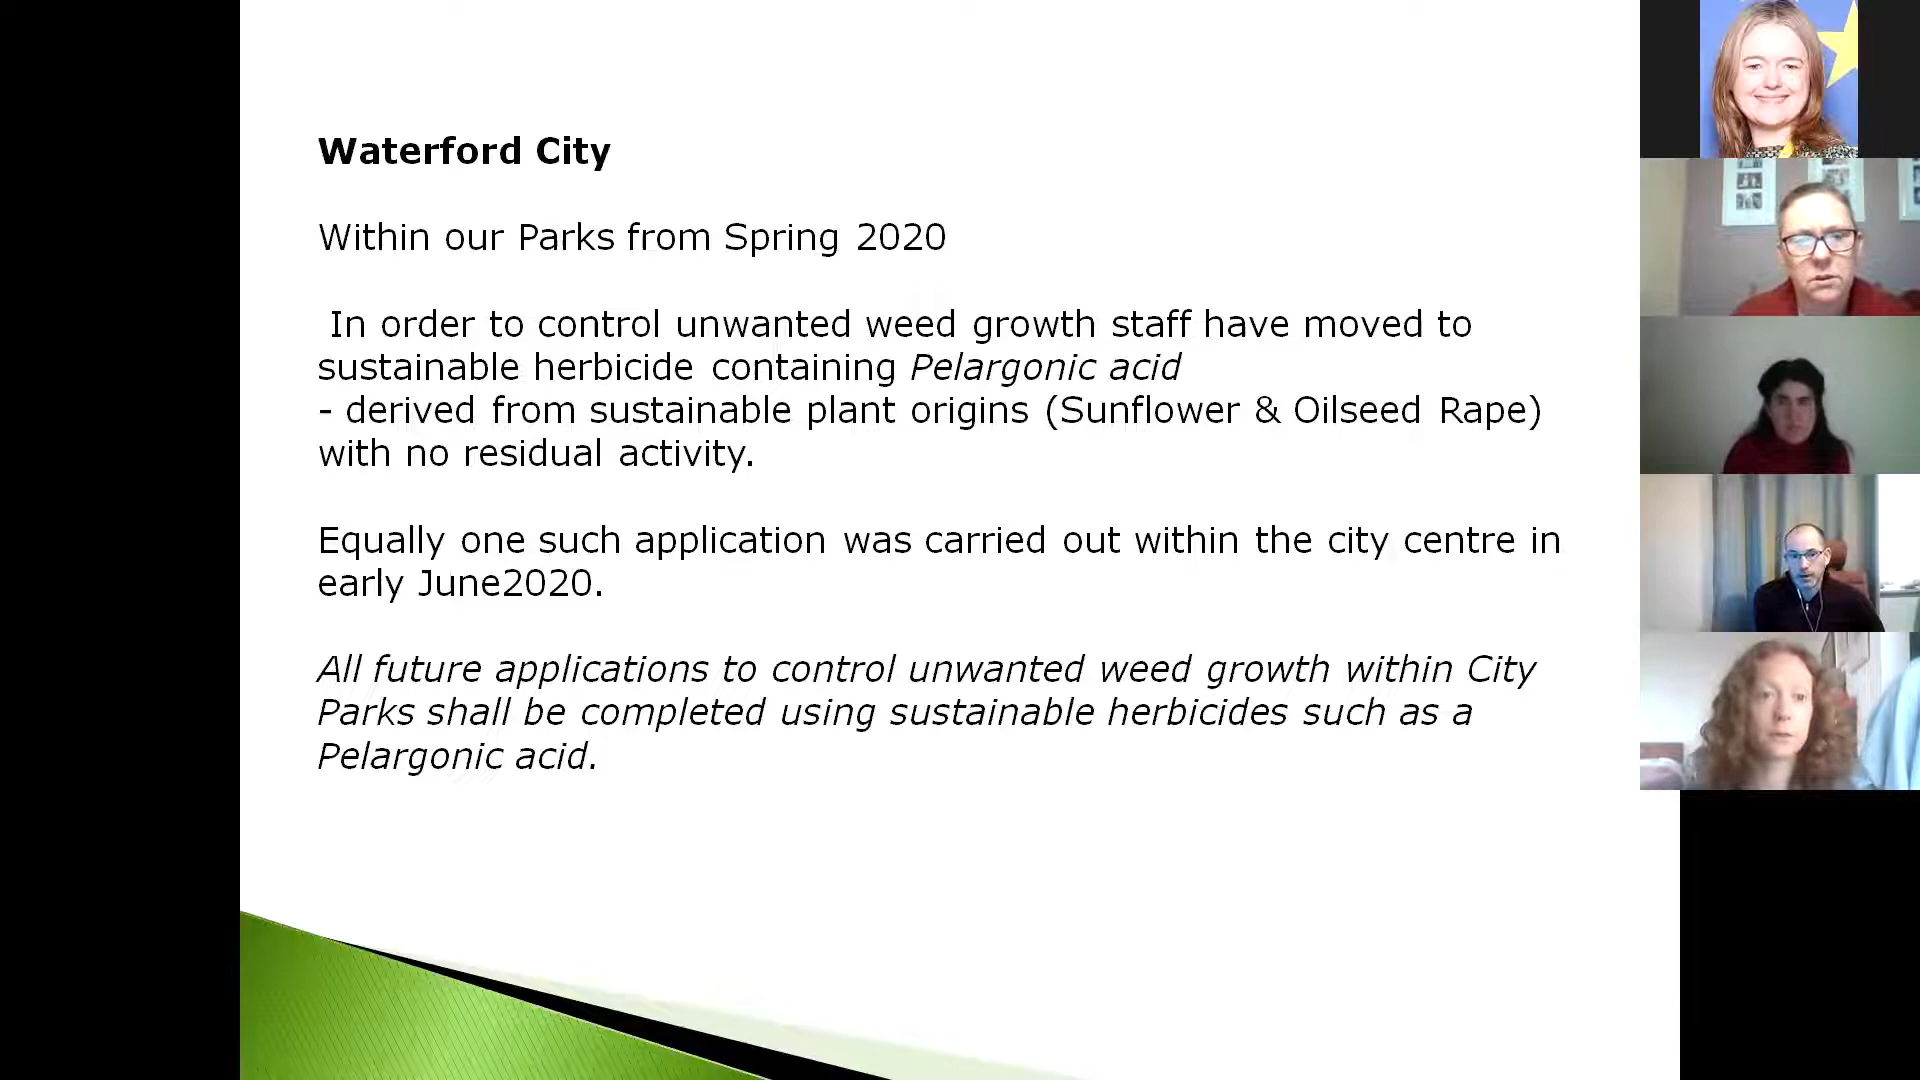 Waterford City
Within our Parks from Spring 2020
In order to control unwanted weed growth staff have moved to
sustainable herbicide containing Pelargonic acid
- derived from sustainable plant origins (Sunflower & Oilseed Rape)
with no residual activity.
Equally one such application was carried out within the city centre in
early June2020.
All future applications to control unwanted weed growth within City
Parks shall be completed using sustainable herbicides such as a
Pelargonic acid.